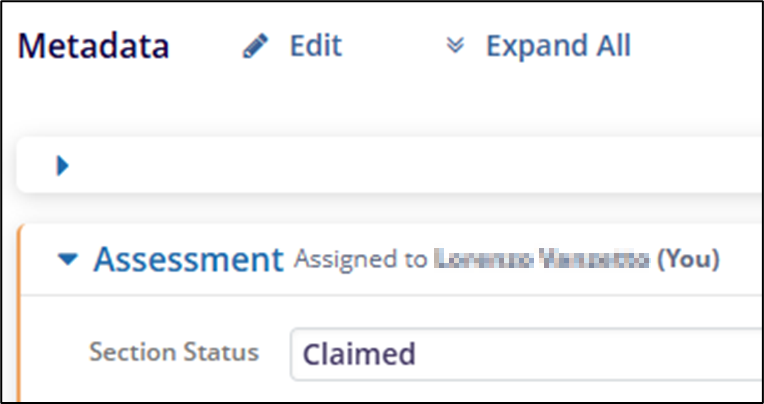 Metadata Edit Expand All
Assessment Assigned to (You)
Section Status Claimed